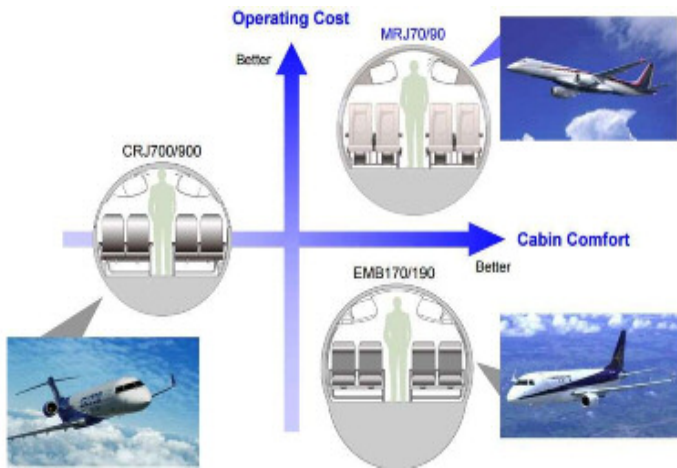 Operating Cost
MRJ70/90
Better
CRJ700/900
Cabin Comfort
Better
EMB170/190